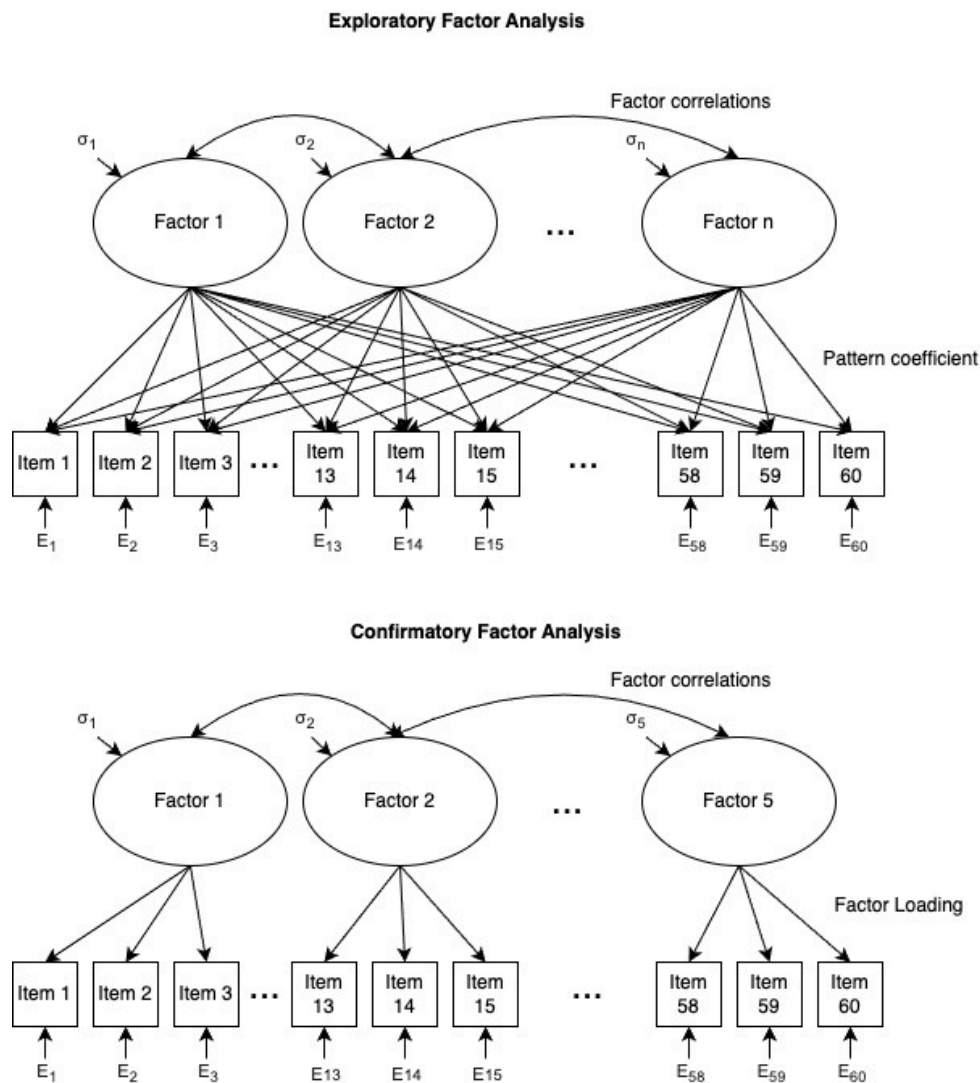 Exploratory Factor Analysis
Factor correlations
σ1 σ2 σn
Factor 1 Factor 2 ... Factor n
Pattern coefficient
Item 1 Item 2 Item 3 ... Item 13 Item 14 Item 15 ... Item 58 Item 59 Item 60
E1 E2 E3 E13 E14 E15 E58 E59 E60
Confirmatory Factor Analysis
Factor correlations
σ1 σ2 σ5
Factor 1 Factor 2 ... Factor 5
Factor Loading
Item 1 Item 2 Item 3 ... Item 13 Item 14 Item 15 ... Item 58 Item 59 Item 60
E1 E2 E3 E13 E14 E15 E58 E59 E60